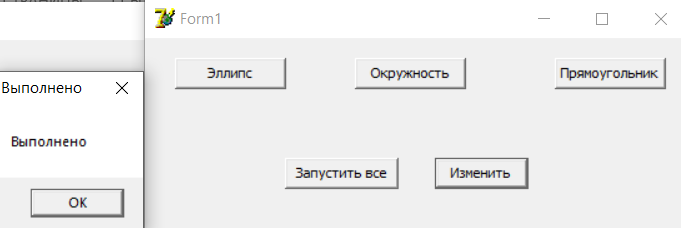 Form1
Эллипс
Окружность
Прямоугольник
Запустить все
Изменить
Выполнено
Выполнено
OK